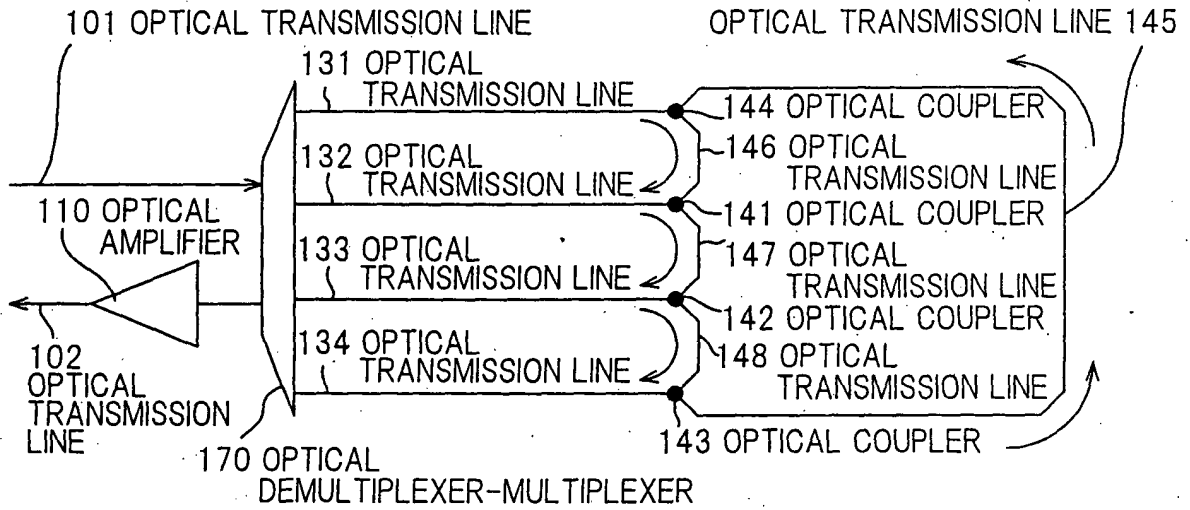 101 OPTICAL TRANSMISSION LINE
OPTICAL TRANSMISSION LINE 145
131 OPTICAL
TRANSMISSION LINE
144 OPTICAL COUPLER
132 OPTICAL
TRANSMISSION LINE
146 OPTICAL
TRANSMISSION LINE
110 OPTICAL
AMPLIFIER
141 OPTICAL COUPLER
133 OPTICAL
TRANSMISSION LINE
147 OPTICAL
TRANSMISSION LINE
142 OPTICAL COUPLER
134 OPTICAL
TRANSMISSION LINE
148 OPTICAL
TRANSMISSION LINE
102
OPTICAL
TRANSMISSION
LINE
143 OPTICAL COUPLER
170 OPTICAL
DEMULTIPLEXER-MULTIPLEXER